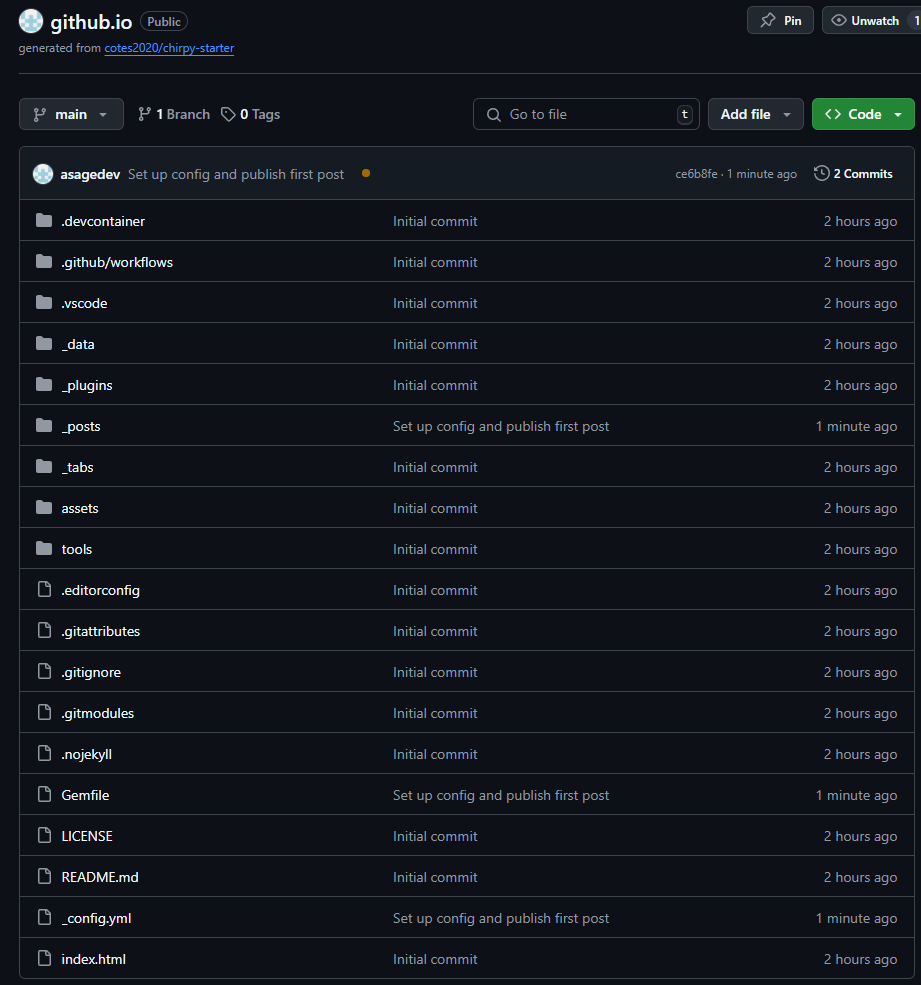 github.io Public Pin Unwatch 1
generated from cotes2020/chirpy-starter
main 1 Branch 0 Tags Go to file t Add file <> Code
asagedev Set up config and publish first post ce6b8fe · 1 minute ago 2 Commits
.devcontainer Initial commit 2 hours ago
.github/workflows Initial commit 2 hours ago
.vscode Initial commit 2 hours ago
_data Initial commit 2 hours ago
_plugins Initial commit 2 hours ago
_posts Set up config and publish first post 1 minute ago
_tabs Initial commit 2 hours ago
assets Initial commit 2 hours ago
tools Initial commit 2 hours ago
.editorconfig Initial commit 2 hours ago
.gitattributes Initial commit 2 hours ago
.gitignore Initial commit 2 hours ago
.gitmodules Initial commit 2 hours ago
.nojekyll Initial commit 2 hours ago
Gemfile Set up config and publish first post 1 minute ago
LICENSE Initial commit 2 hours ago
README.md Initial commit 2 hours ago
_config.yml Set up config and publish first post 1 minute ago
index.html Initial commit 2 hours ago